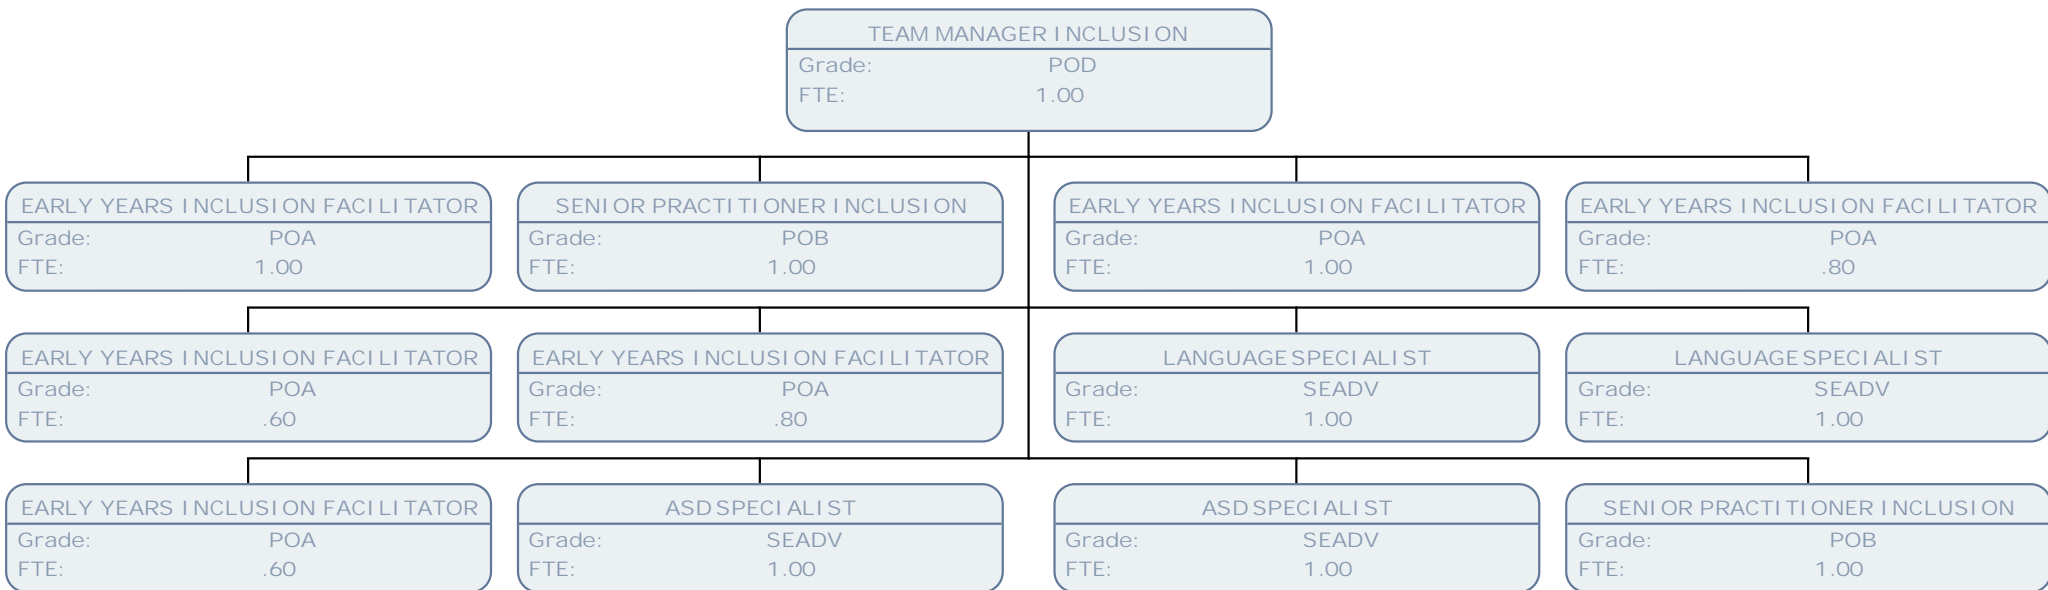 TEAM MANAGER INCLUSION
Grade: POD
FTE: 1.00
EARLY YEARS INCLUSION FACILITATOR
Grade: POA
FTE: 1.00
SENIOR PRACTITIONER INCLUSION
Grade: POB
FTE: 1.00
EARLY YEARS INCLUSION FACILITATOR
Grade: POA
FTE: 1.00
EARLY YEARS INCLUSION FACILITATOR
Grade: POA
FTE: .80
EARLY YEARS INCLUSION FACILITATOR
Grade: POA
FTE: .60
EARLY YEARS INCLUSION FACILITATOR
Grade: POA
FTE: .80
LANGUAGE SPECIALIST
Grade: SEADV
FTE: 1.00
LANGUAGE SPECIALIST
Grade: SEADV
FTE: 1.00
EARLY YEARS INCLUSION FACILITATOR
Grade: POA
FTE: .60
ASD SPECIALIST
Grade: SEADV
FTE: 1.00
ASD SPECIALIST
Grade: SEADV
FTE: 1.00
SENIOR PRACTITIONER INCLUSION
Grade: POB
FTE: 1.00